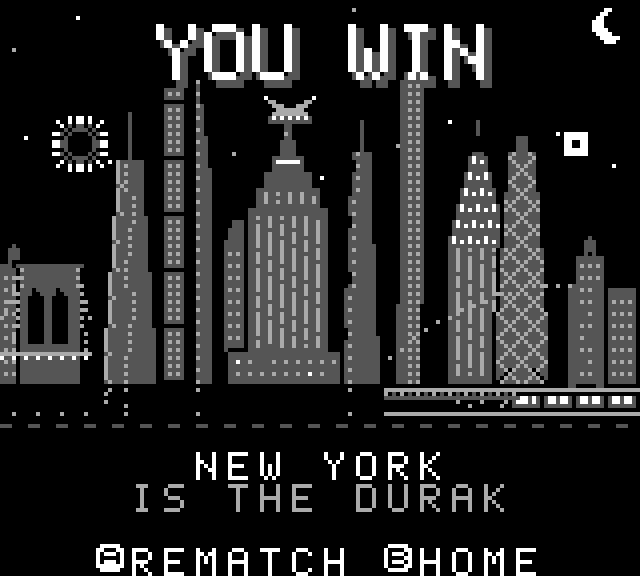 YOU WIN
NEW YORK
IS THE DURAK
Ⓐ REMATCH Ⓑ HOME